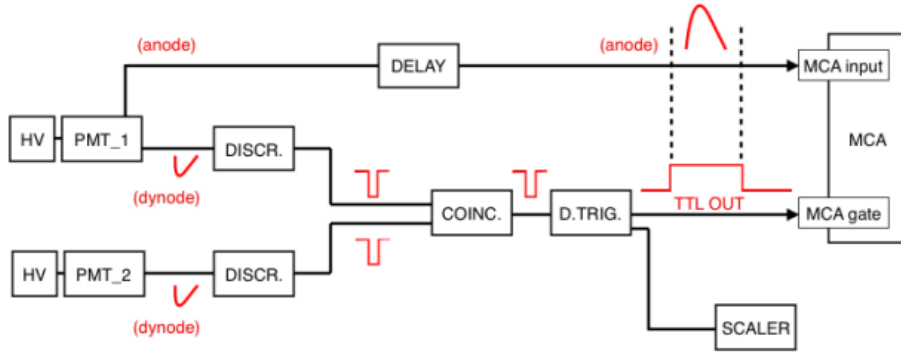 (anode)
(anode)
DELAY
MCA input
HV
PMT_1
DISCR.
MCA
(dynode)
COINC.
D.TRIG.
TTL OUT
MCA gate
HV
PMT_2
DISCR.
(dynode)
SCALER